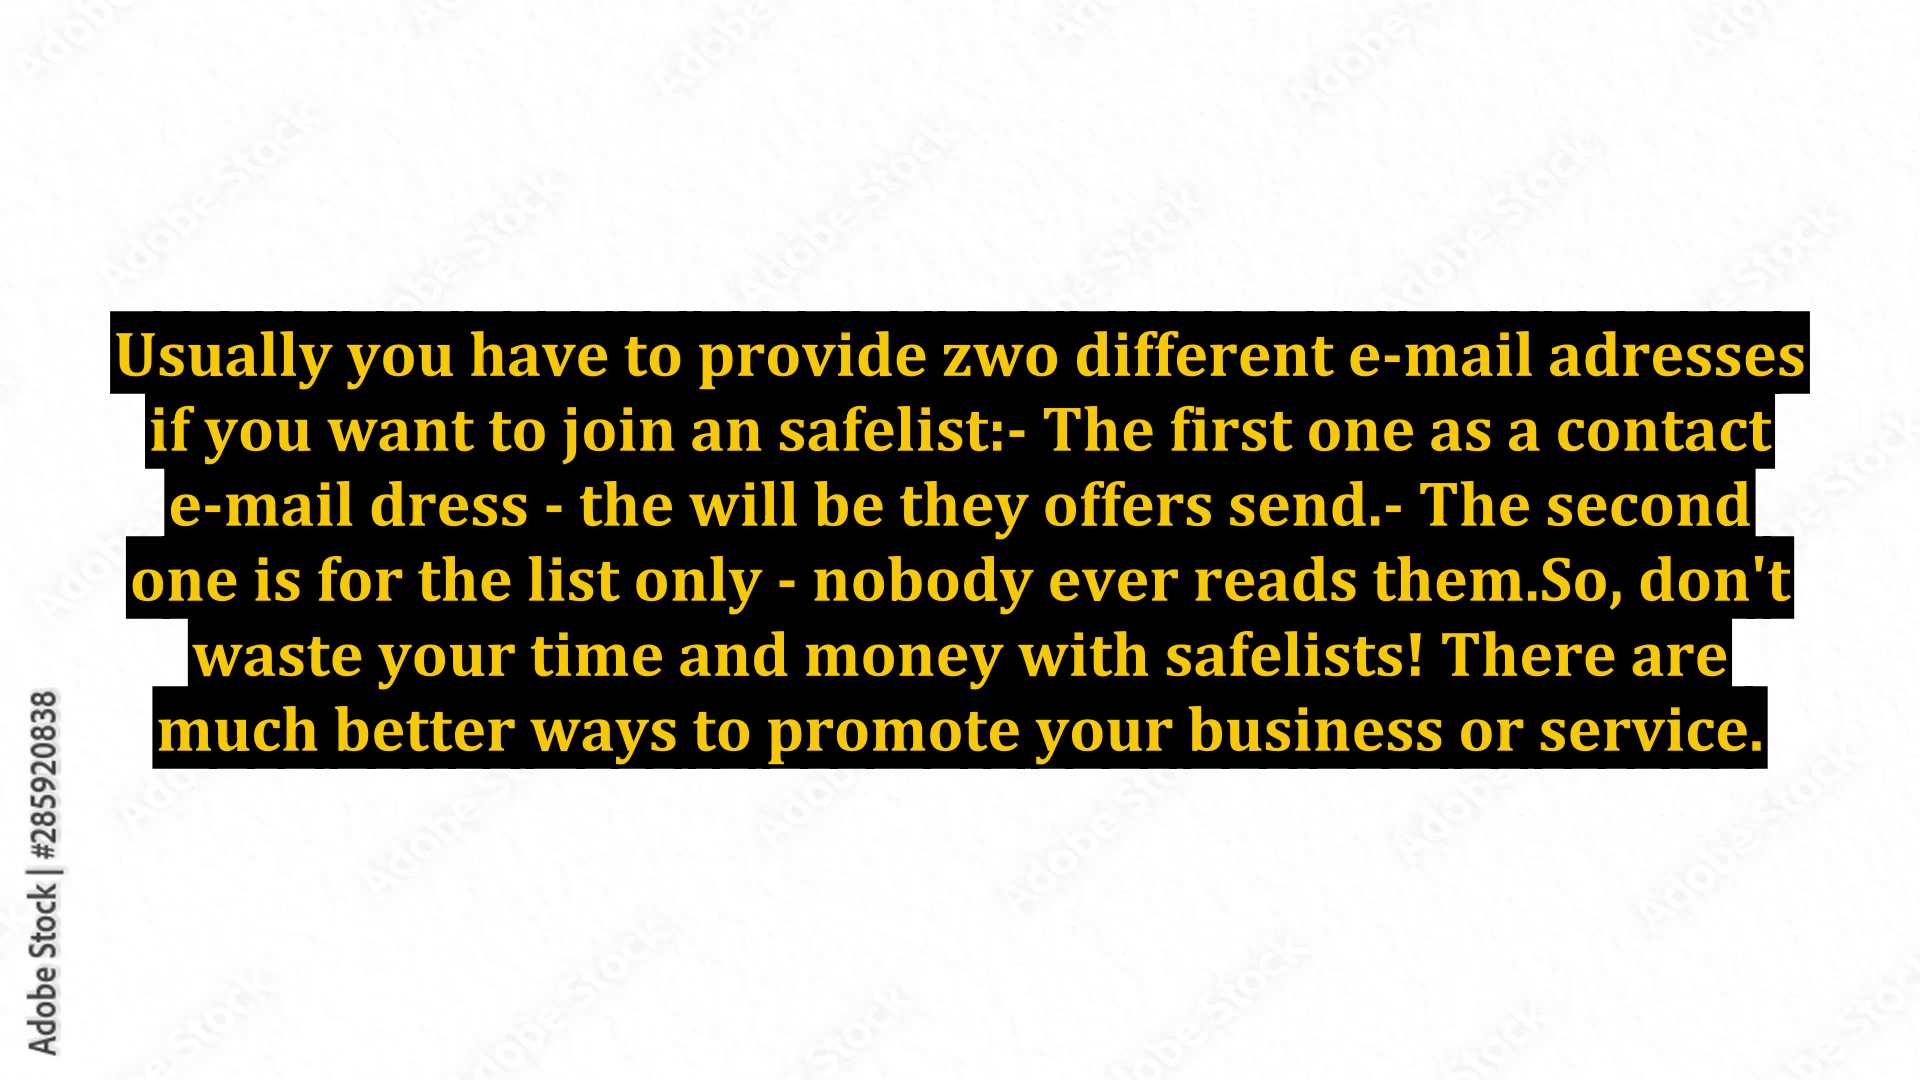 Usually you have to provide zwo different e-mail adresses
if you want to join an safelist:- The first one as a contact
e-mail dress - the will be they offers send.- The second
one is for the list only - nobody ever reads them.So, don't
waste your time and money with safelists! There are
much better ways to promote your business or service.
Adobe Stock | #285920838